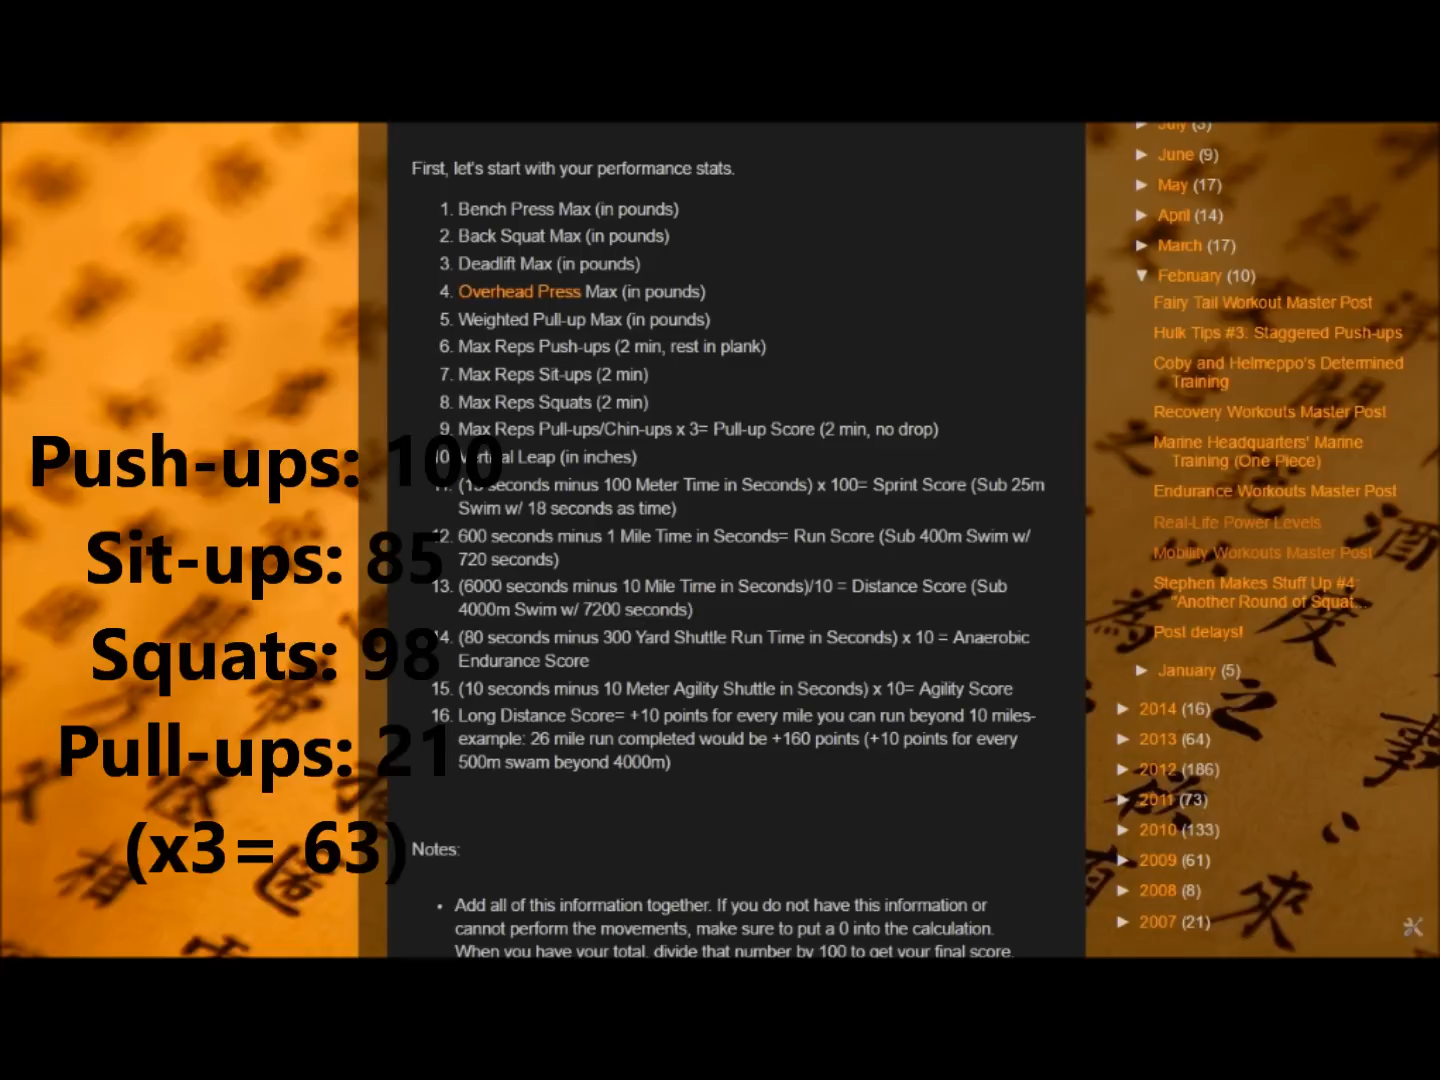 First, let's start with your performance stats.
1. Bench Press Max (in pounds)
2. Back Squat Max (in pounds)
3. Deadlift Max (in pounds)
4. Overhead Press Max (in pounds)
5. Weighted Pull-up Max (in pounds)
6. Max Reps Push-ups (2 min, rest in plank)
7. Max Reps Sit-ups (2 min)
8. Max Reps Squats (2 min)
9. Max Reps Pull-ups/Chin-ups x 3= Pull-up Score (2 min, no drop)
10. Vertical Leap (in inches)
11. seconds minus 100 Meter Time in Seconds) x 100= Sprint Score (Sub 25m
Swim w/ 18 seconds as time)
12. 600 seconds minus 1 Mile Time in Seconds= Run Score (Sub 400m Swim w/
720 seconds)
13. (6000 seconds minus 10 Mile Time in Seconds)/10 = Distance Score (Sub
4000m Swim w/ 7200 seconds)
14. (80 seconds minus 300 Yard Shuttle Run Time in Seconds) x 10 = Anaerobic
Endurance Score
15. (10 seconds minus 10 Meter Agility Shuttle in Seconds) x 10= Agility Score
16. Long Distance Score= +10 points for every mile you can run beyond 10 miles-
example: 26 mile run completed would be +160 points (+10 points for every
500m swam beyond 4000m)
Notes:
• Add all of this information together. If you do not have this information or
cannot perform the movements, make sure to put a 0 into the calculation.
When you have your total, divide that number by 100 to get your final score.
Push-ups: 100
Sit-ups: 85
Squats: 98
Pull-ups: 21
(x3= 63)
► July (3)
► June (9)
► May (17)
► April (14)
► March (17)
▼ February (10)
Fairy Tail Workout Master Post
Hulk Tips #3: Staggered Push-ups
Coby and Helmeppo's Determined
Training
Recovery Workouts Master Post
Marine Headquarters' Marine
Training (One Piece)
Endurance Workouts Master Post
Real-Life Power Levels
Mobility Workouts Master Post
Stephen Makes Stuff Up #4:
"Another Round of Squat...
Post delays!
► January (5)
► 2014 (16)
► 2013 (64)
► 2012 (186)
► 2011 (73)
► 2010 (133)
► 2009 (61)
► 2008 (8)
► 2007 (21)